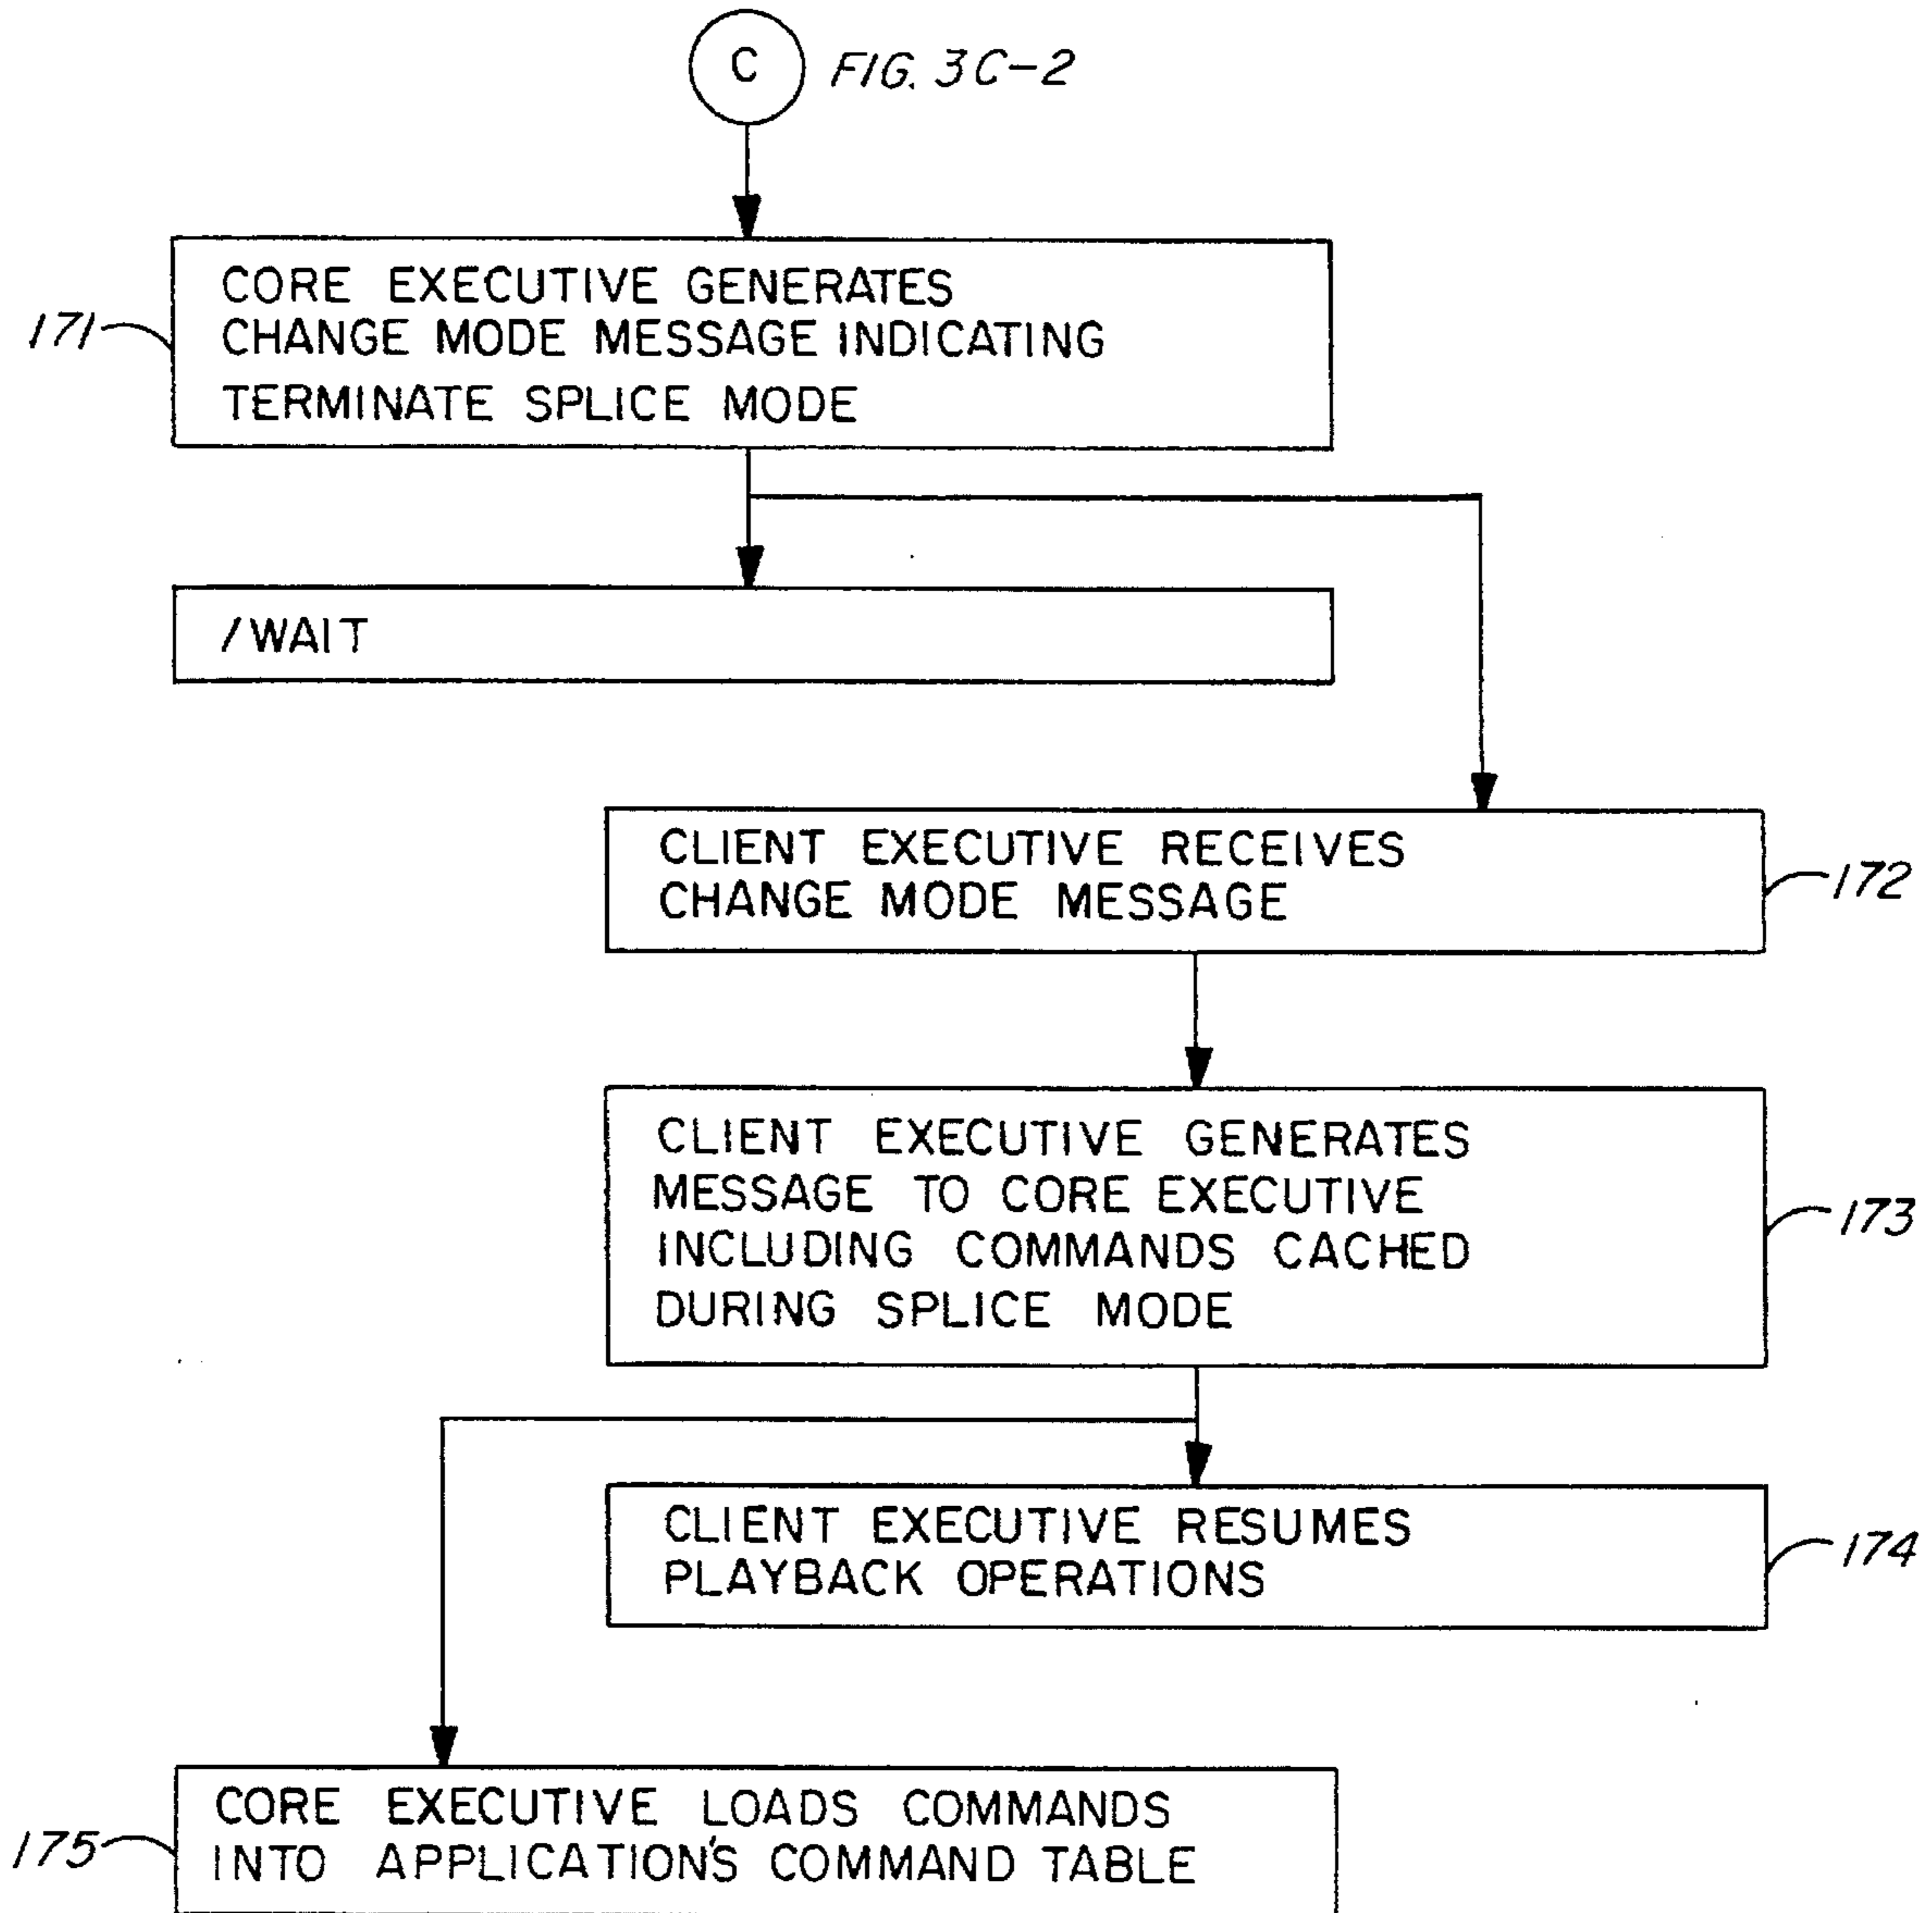 C
FIG. 3C-2
171
CORE EXECUTIVE GENERATES
CHANGE MODE MESSAGE INDICATING
TERMINATE SPLICE MODE
/WAIT
CLIENT EXECUTIVE RECEIVES
CHANGE MODE MESSAGE
172
CLIENT EXECUTIVE GENERATES
MESSAGE TO CORE EXECUTIVE
INCLUDING COMMANDS CACHED
DURING SPLICE MODE
173
CLIENT EXECUTIVE RESUMES
PLAYBACK OPERATIONS
174
175
CORE EXECUTIVE LOADS COMMANDS
INTO APPLICATION'S COMMAND TABLE